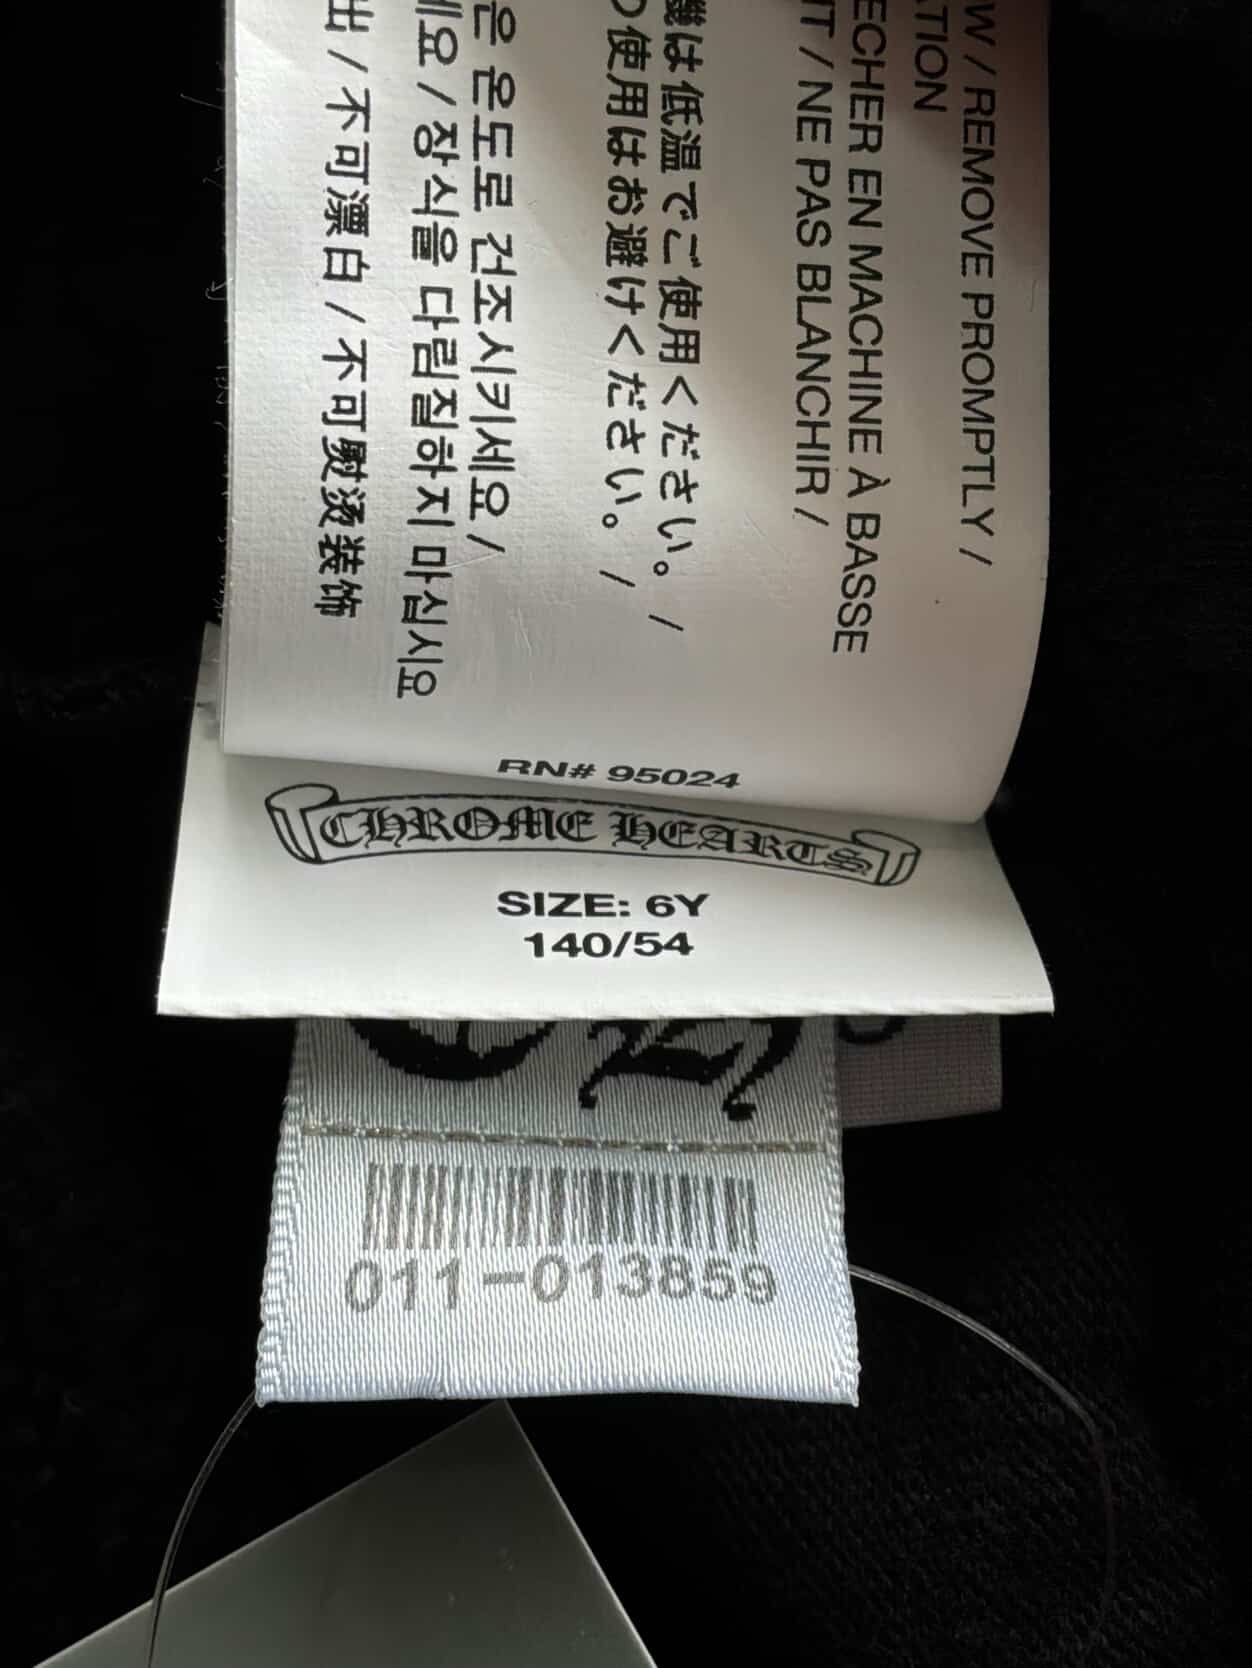 W / REMOVE PROMPTLY /
ATION
ECHER EN MACHINE À BASSE
NT / NE PAS BLANCHIR /
機は低温でご使用ください。 /
の使用はお避けください。 /
은 온도로 건조시키세요 /
세요 / 장식을 다림질하지 마십시요
出 / 不可漂白 / 不可熨烫装饰
RN# 95024
CHROME HEARTS
SIZE: 6Y
140/54
CH
011-013859